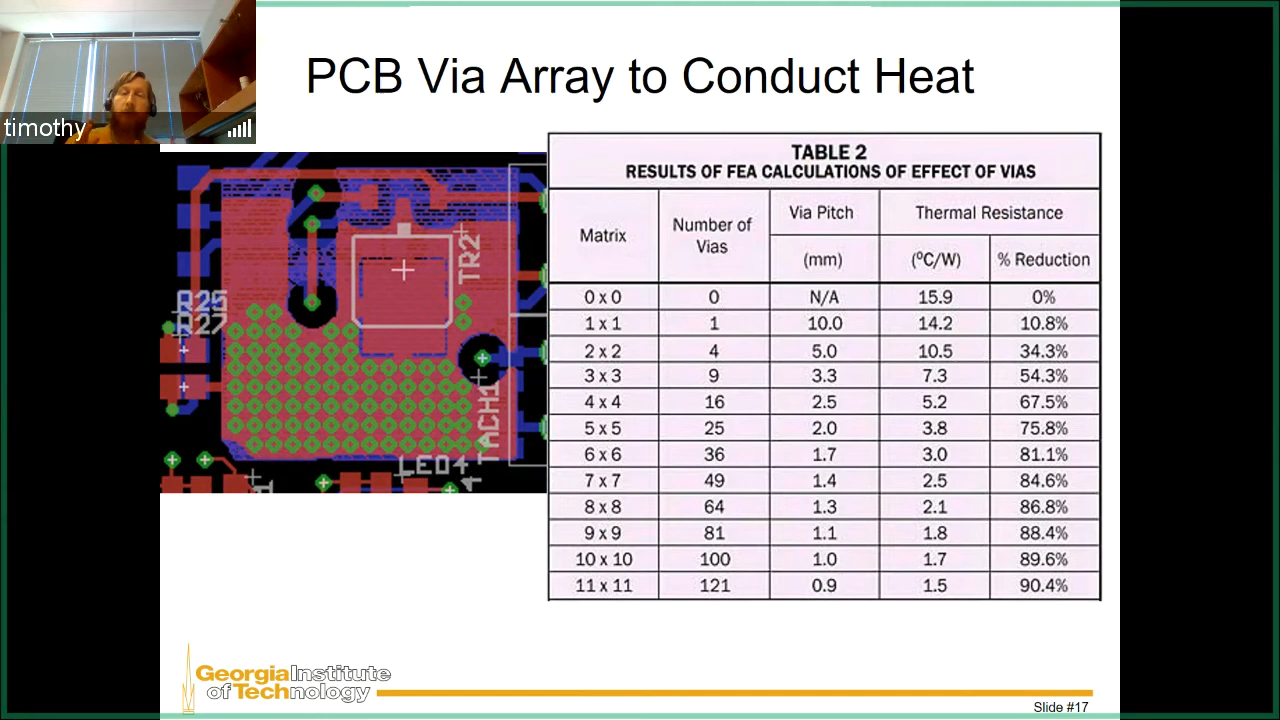 PCB Via Array to Conduct Heat
timothy
TR2
R25
R27
TACH1
LED4
1
4
TABLE 2
RESULTS OF FEA CALCULATIONS OF EFFECT OF VIAS
Matrix Number of Vias Via Pitch (mm) Thermal Resistance (⁰C/W) % Reduction
0 x 0 0 N/A 15.9 0%
1 x 1 1 10.0 14.2 10.8%
2 x 2 4 5.0 10.5 34.3%
3 x 3 9 3.3 7.3 54.3%
4 x 4 16 2.5 5.2 67.5%
5 x 5 25 2.0 3.8 75.8%
6 x 6 36 1.7 3.0 81.1%
7 x 7 49 1.4 2.5 84.6%
8 x 8 64 1.3 2.1 86.8%
9 x 9 81 1.1 1.8 88.4%
10 x 10 100 1.0 1.7 89.6%
11 x 11 121 0.9 1.5 90.4%
Georgia Institute
of Technology
Slide #17